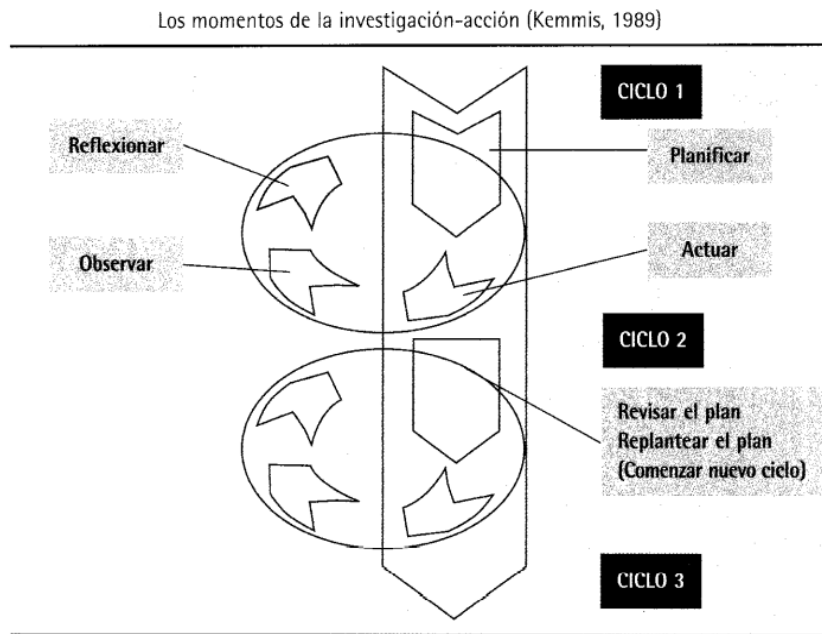 Los momentos de la investigación-acción (Kemmis, 1989)
CICLO 1
Reflexionar
Planificar
Observar
Actuar
CICLO 2
Revisar el plan
Replantear el plan
(Comenzar nuevo ciclo)
CICLO 3